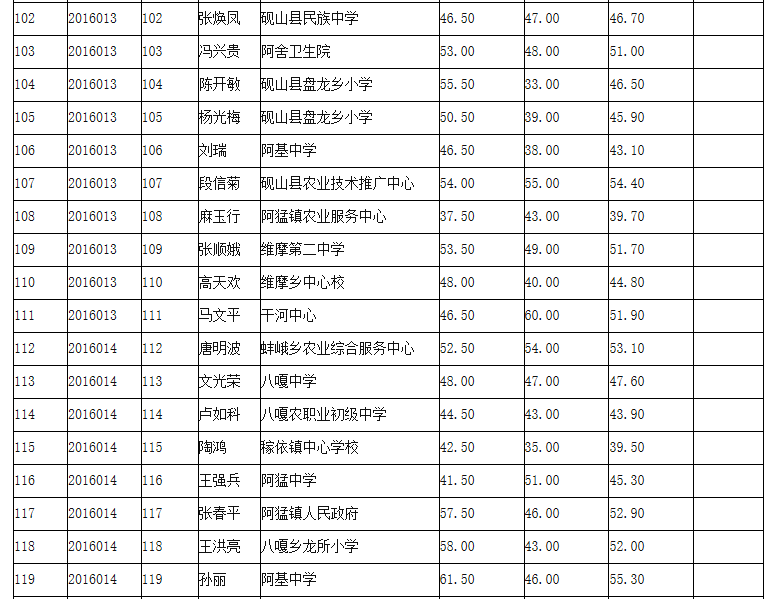 102 2016013 102 张焕凤 砚山县民族中学 46.50 47.00 46.70
103 2016013 103 冯兴贵 阿舍卫生院 53.00 48.00 51.00
104 2016013 104 陈开敏 砚山县盘龙乡小学 55.50 33.00 46.50
105 2016013 105 杨光梅 砚山县盘龙乡小学 50.50 39.00 45.90
106 2016013 106 刘瑞 阿基中学 46.50 38.00 43.10
107 2016013 107 段信菊 砚山县农业技术推广中心 54.00 55.00 54.40
108 2016013 108 麻玉行 阿猛镇农业服务中心 37.50 43.00 39.70
109 2016013 109 张顺娥 维摩第二中学 53.50 49.00 51.70
110 2016013 110 高天欢 维摩乡中心校 48.00 40.00 44.80
111 2016013 111 马文平 干河中心 46.50 60.00 51.90
112 2016014 112 唐明波 蚌峨乡农业综合服务中心 52.50 54.00 53.10
113 2016014 113 文光荣 八嘎中学 48.00 47.00 47.60
114 2016014 114 卢如科 八嘎农职业初级中学 44.50 43.00 43.90
115 2016014 115 陶鸿 稼依镇中心学校 42.50 35.00 39.50
116 2016014 116 王强兵 阿猛中学 41.50 51.00 45.30
117 2016014 117 张春平 阿猛镇人民政府 57.50 46.00 52.90
118 2016014 118 王洪亮 八嘎乡龙所小学 58.00 43.00 52.00
119 2016014 119 孙丽 阿基中学 61.50 46.00 55.30